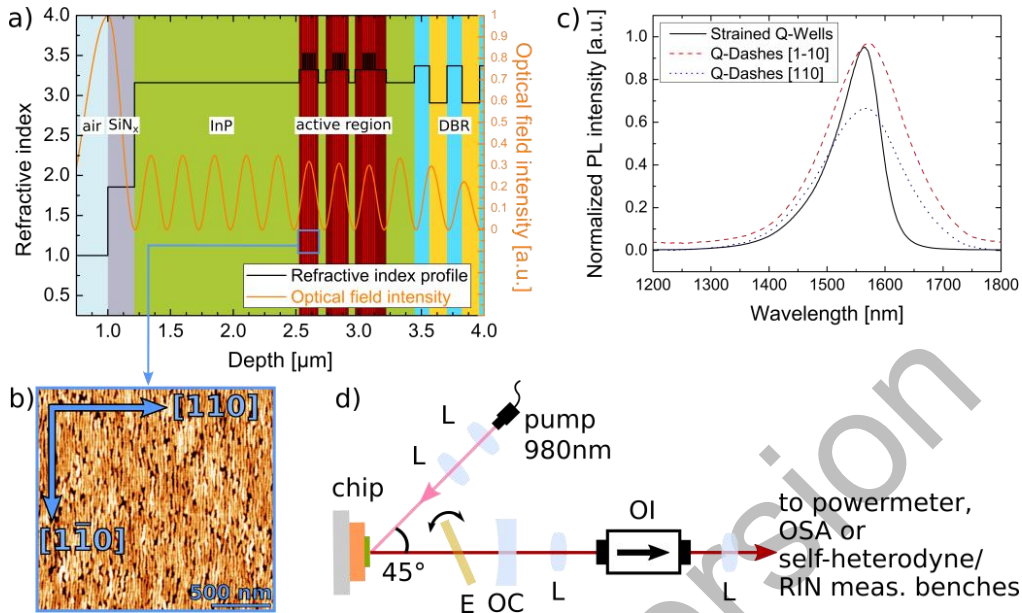 a)
4.0
3.5
3.0
2.5
2.0
1.5
1.0
0.5
Refractive index
air
SiNx
InP
active region
DBR
1
0.9
0.8
0.7
0.6
0.5
0.4
0.3
0.2
0.1
0
Optical field intensity [a.u.]
Refractive index profile
Optical field intensity
1.0
1.5
2.0
2.5
3.0
3.5
4.0
Depth [μm]
c)
1.0
0.8
0.6
0.4
0.2
0.0
Normalized PL intensity [a.u.]
Strained Q-Wells
Q-Dashes [1-10]
Q-Dashes [110]
1200
1300
1400
1500
1600
1700
1800
Wavelength [nm]
b)
[110]
[11̄0]
500 nm
d)
L
L
pump
980nm
chip
45°
E
OC
L
OI
L
to powermeter,
OSA or
self-heterodyne/
RIN meas. benches
ersion